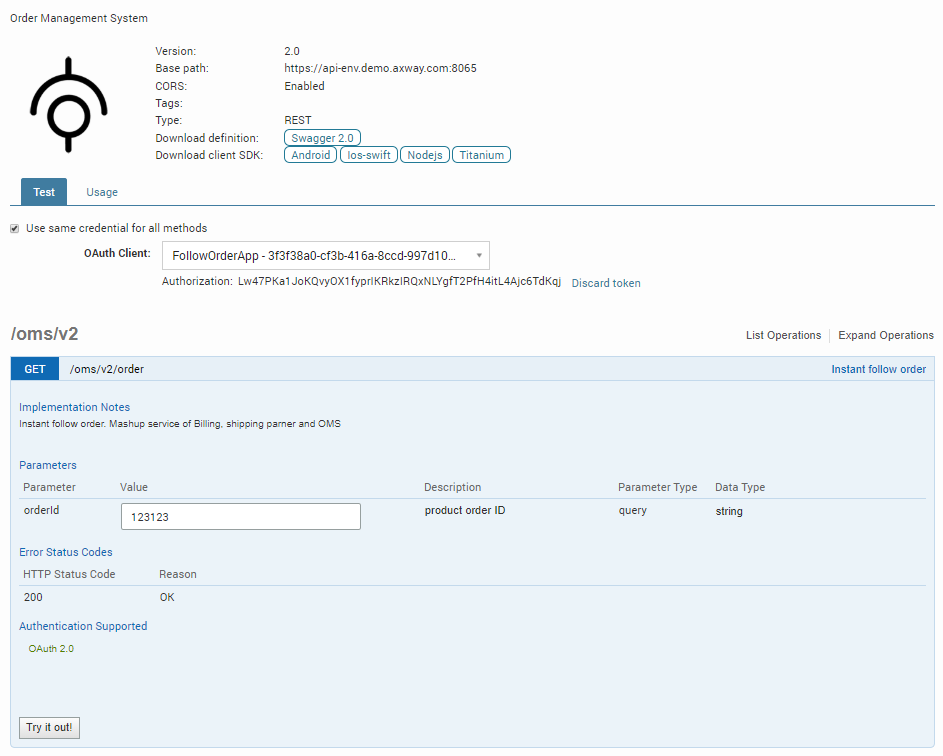 Order Management System
Version: 2.0
Base path: https://api-env.demo.axway.com:8065
CORS: Enabled
Tags:
Type: REST
Download definition: Swagger 2.0
Download client SDK: Android Ios-swift Nodejs Titanium
Test Usage
Use same credential for all methods
OAuth Client: FollowOrderApp - 3f3f38a0-cf3b-416a-8ccd-997d10...
Authorization: Lw47PKa1JoKQvyOX1fyprIKRkzIRQxNLYgfT2PfH4itL4Ajc6TdKqj Discard token
/oms/v2 List Operations Expand Operations
GET /oms/v2/order Instant follow order
Implementation Notes
Instant follow order. Mashup service of Billing, shipping parner and OMS
Parameters
Parameter Value Description Parameter Type Data Type
orderId 123123 product order ID query string
Error Status Codes
HTTP Status Code Reason
200 OK
Authentication Supported
OAuth 2.0
Try it out!